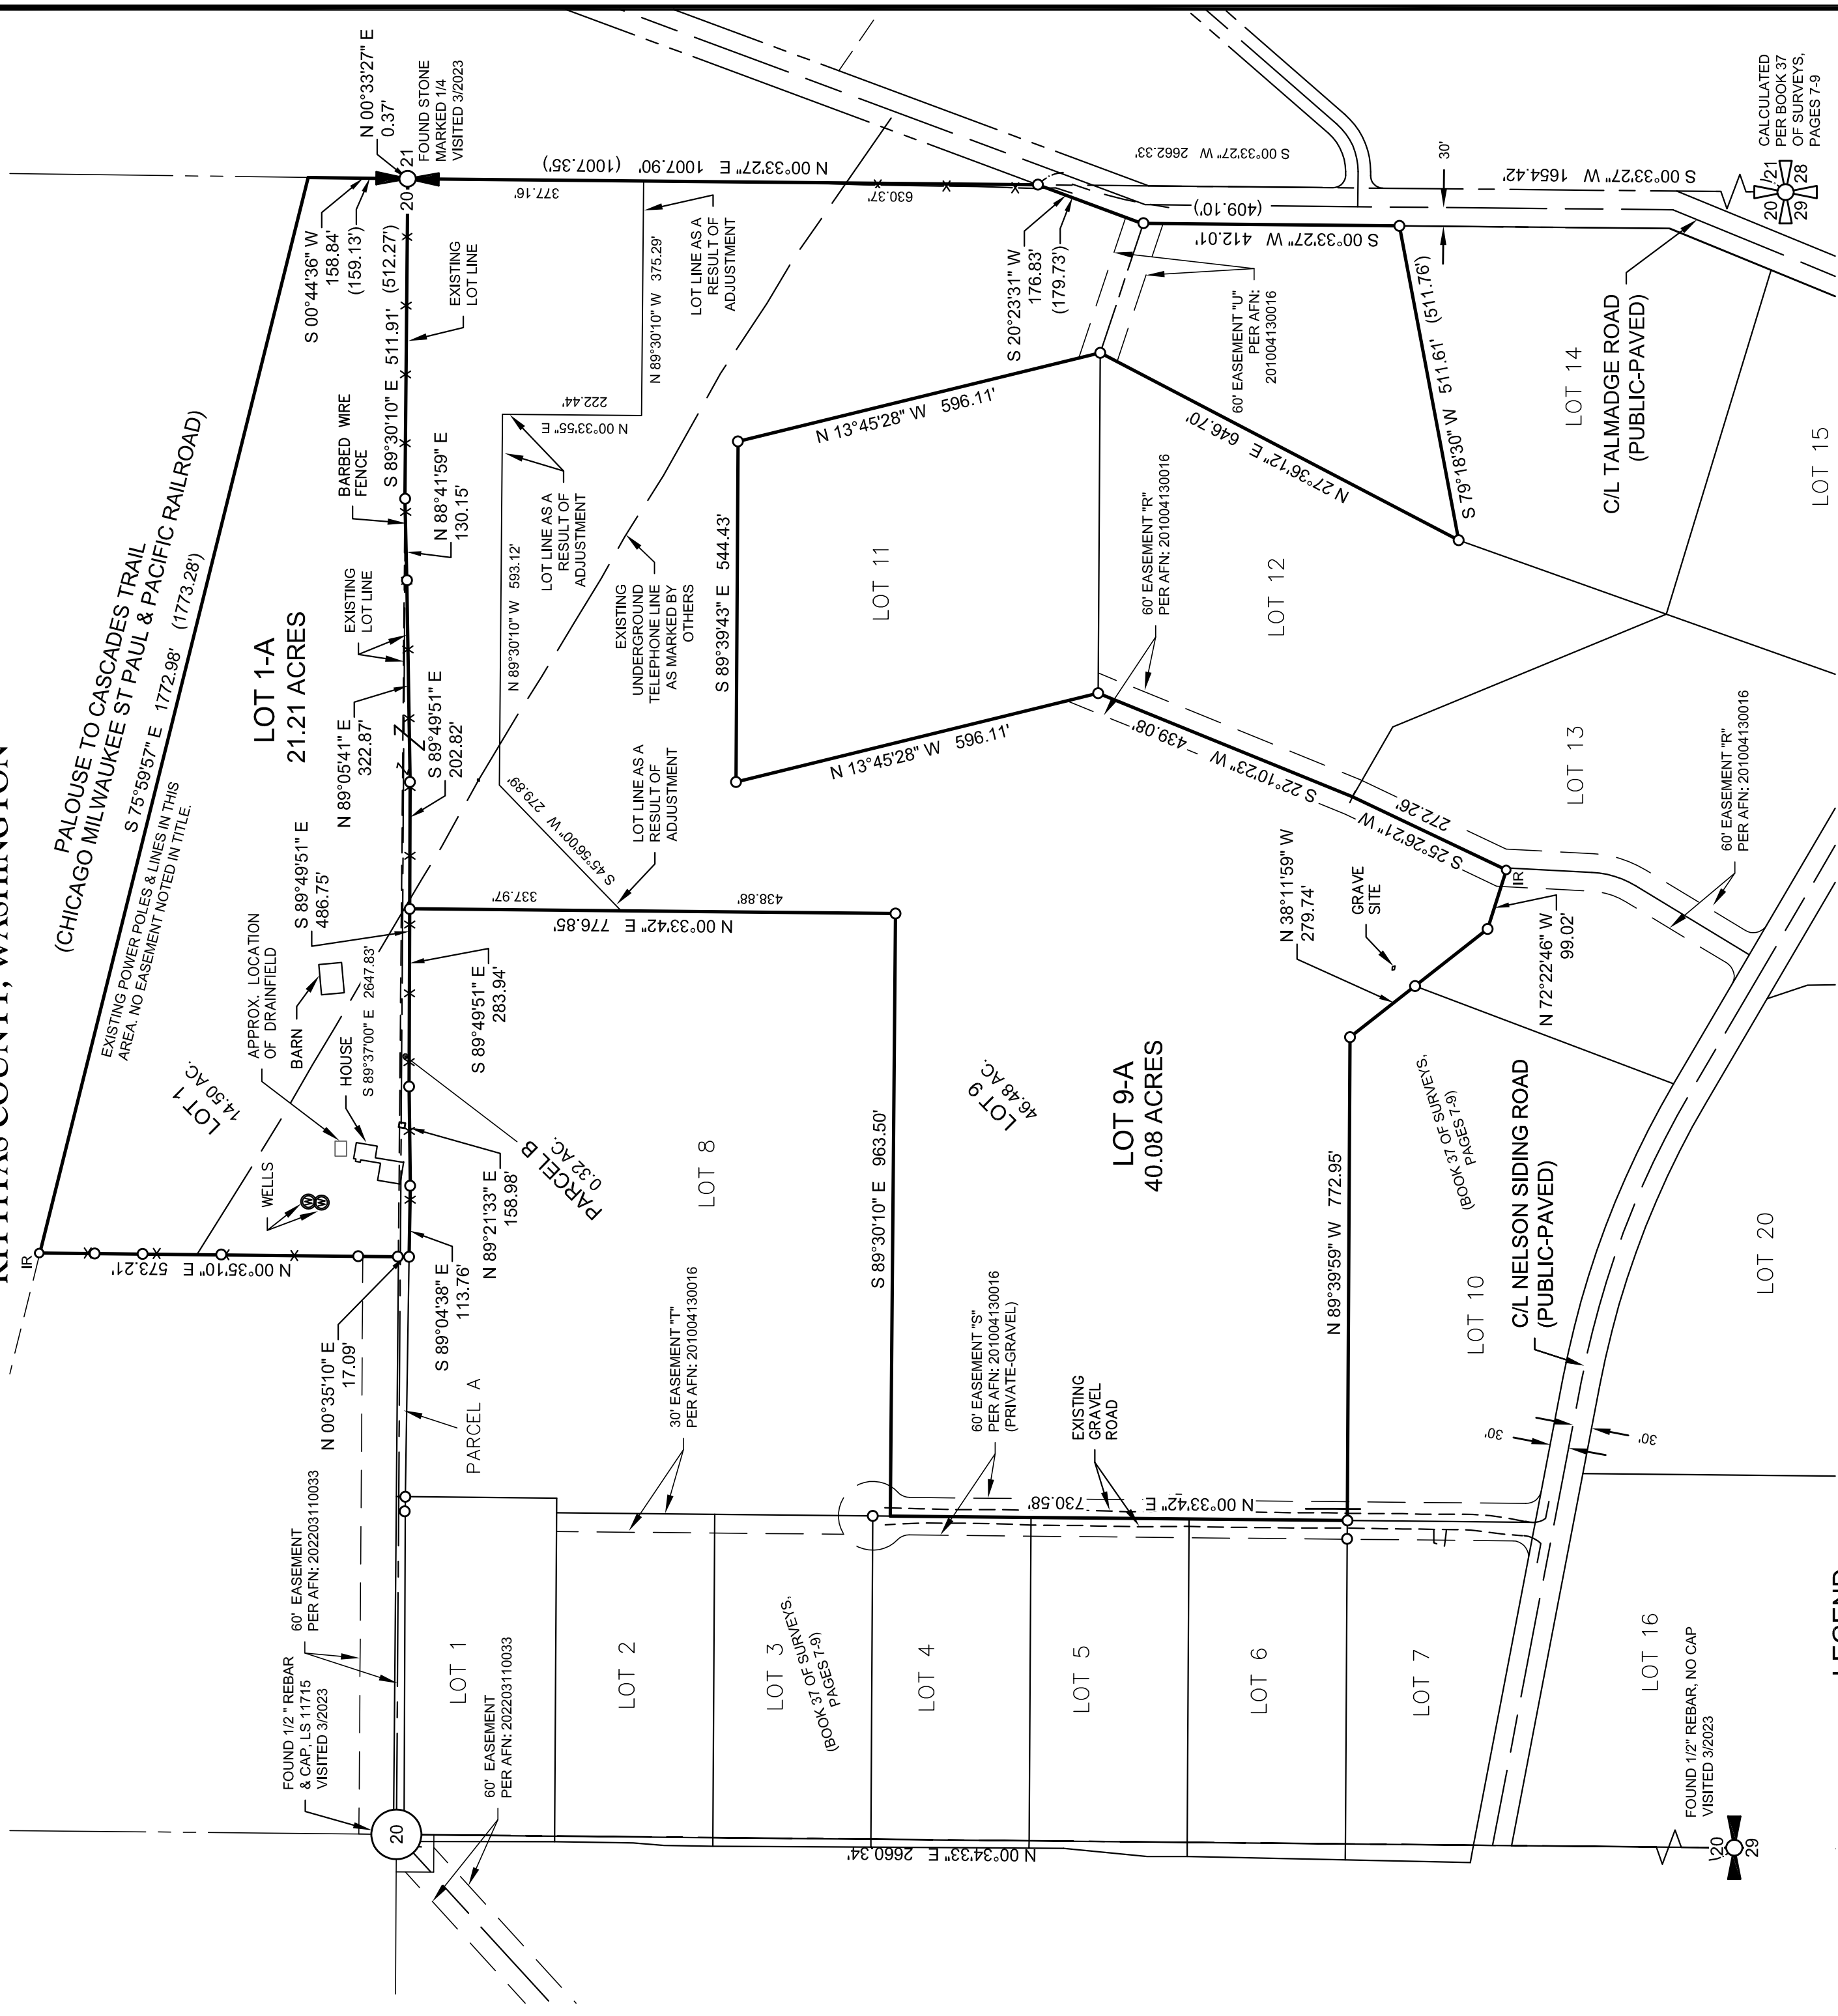 PALOUSE TO CASCADES TRAIL
(CHICAGO MILWAUKEE ST PAUL & PACIFIC RAILROAD)
S 75°59'57" E 1772.98' (1773.28')
EXISTING POWER POLES & LINES IN THIS
AREA. NO EASEMENT NOTED IN TITLE.
IR
N 00°35'10" E 573.21'
WELLS
W
W
LOT 1
14.50 AC.
APPROX. LOCATION
OF DRAINFIELD
BARN
HOUSE
S 89°37'00" E 2647.83'
LOT 1-A
21.21 ACRES
S 89°49'51" E
486.75'
N 89°05'41" E
322.87'
EXISTING
LOT LINE
BARBED WIRE
FENCE
S 89°30'10" E 511.91' (512.27')
EXISTING
LOT LINE
S 00°44'36" W
158.84'
(159.13')
N 00°33'27" E
0.37'
20
21
FOUND STONE
MARKED 1/4
VISITED 3/2023
N 88°41'59" E
130.15'
S 89°49'51" E
202.82'
S 89°49'51" E
283.94'
N 89°21'33" E
158.98'
S 89°04'38" E
113.76'
N 00°35'10" E
17.09'
PARCEL B
0.32 AC.
PARCEL A
60' EASEMENT
PER AFN: 202203110033
FOUND 1/2 " REBAR
& CAP, LS 11715
VISITED 3/2023
20
60' EASEMENT
PER AFN: 202203110033
N 00°34'33" E 2660.34'
LOT 1
LOT 2
LOT 3
(BOOK 37 OF SURVEYS,
PAGES 7-9)
LOT 4
LOT 5
LOT 6
LOT 7
30' EASEMENT "T"
PER AFN: 201004130016
LOT 8
N 00°33'42" E 776.85'
337.97'
438.88'
S 45°56'00" W 279.89'
LOT LINE AS A
RESULT OF
ADJUSTMENT
N 89°30'10" W 593.12'
LOT LINE AS A
RESULT OF
ADJUSTMENT
N 00°33'55" E
222.44'
N 89°30'10" W 375.29'
LOT LINE AS A
RESULT OF
ADJUSTMENT
N 00°33'27" E 1007.90' (1007.35')
377.16'
630.37'
EXISTING
UNDERGROUND
TELEPHONE LINE
AS MARKED BY
OTHERS
S 89°39'43" E 544.43'
N 13°45'28" W 596.11'
N 13°45'28" W 596.11'
LOT 11
S 20°23'31" W
176.83'
(179.73')
S 00°33'27" W 2662.33'
(409.10')
S 00°33'27" W 412.01'
30'
S 00°33'27" W 1654.42'
60' EASEMENT "U"
PER AFN:
201004130016
N 27°36'12" E 646.70'
S 79°18'30" W 511.61' (511.76')
60' EASEMENT "R"
PER AFN: 201004130016
LOT 12
LOT 14
C/L TALMADGE ROAD
(PUBLIC-PAVED)
LOT 15
CALCULATED
PER BOOK 37
OF SURVEYS,
PAGES 7-9
20
21
29
28
S 22°10'23" W 439.08'
S 25°26'21" W 272.26'
LOT 13
60' EASEMENT "R"
PER AFN: 201004130016
IR
N 72°22'46" W
99.02'
N 38°11'59" W
279.74'
GRAVE
SITE
S 89°30'10" E 963.50'
LOT 9
46.48 AC.
LOT 9-A
40.08 ACRES
N 89°39'59" W 772.95'
60' EASEMENT "S"
PER AFN: 201004130016
(PRIVATE-GRAVEL)
EXISTING
GRAVEL
ROAD
N 00°33'42" E 730.58'
(BOOK 37 OF SURVEYS,
PAGES 7-9)
LOT 10
C/L NELSON SIDING ROAD
(PUBLIC-PAVED)
30'
30'
LOT 20
LOT 16
FOUND 1/2" REBAR, NO CAP
VISITED 3/2023
20
29